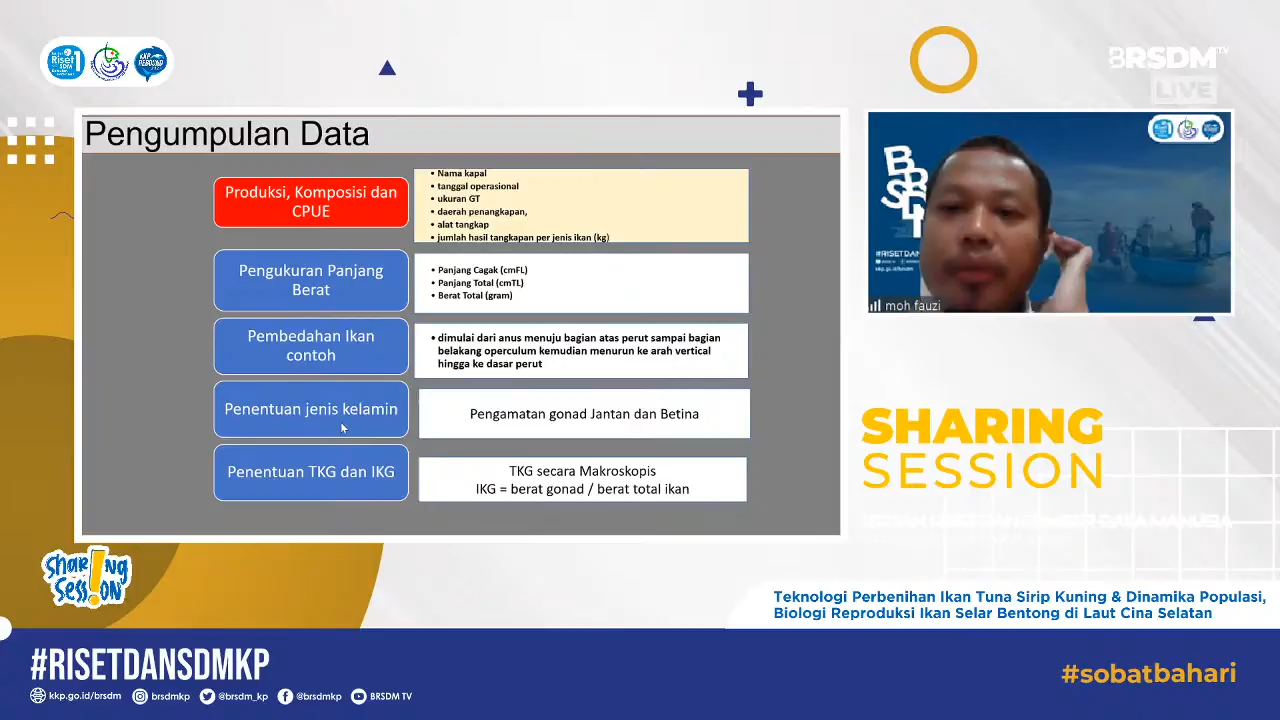 BRSDM TV
LIVE
Pengumpulan Data
Produksi, Komposisi dan
CPUE
• Nama kapal
• tanggal operasional
• ukuran GT
• daerah penangkapan,
• alat tangkap
• jumlah hasil tangkapan per jenis ikan (kg)
Pengukuran Panjang
Berat
• Panjang Cagak (cmFL)
• Panjang Total (cmTL)
• Berat Total (gram)
Pembedahan Ikan
contoh
• dimulai dari anus menuju bagian atas perut sampai bagian
belakang operculum kemudian menurun ke arah vertical
hingga ke dasar perut
Penentuan jenis kelamin
Pengamatan gonad Jantan dan Betina
Penentuan TKG dan IKG
TKG secara Makroskopis
IKG = berat gonad / berat total ikan
moh fauzi
SHARING
SESSION
Sharing
Session
Teknologi Perbenihan Ikan Tuna Sirip Kuning & Dinamika Populasi,
Biologi Reproduksi Ikan Selar Bentong di Laut Cina Selatan
#RISETDANSDMKP
kkp.go.id/brsdm brsdmkp @brsdm_kp @brsdmkp BRSDM TV
#sobatbahari